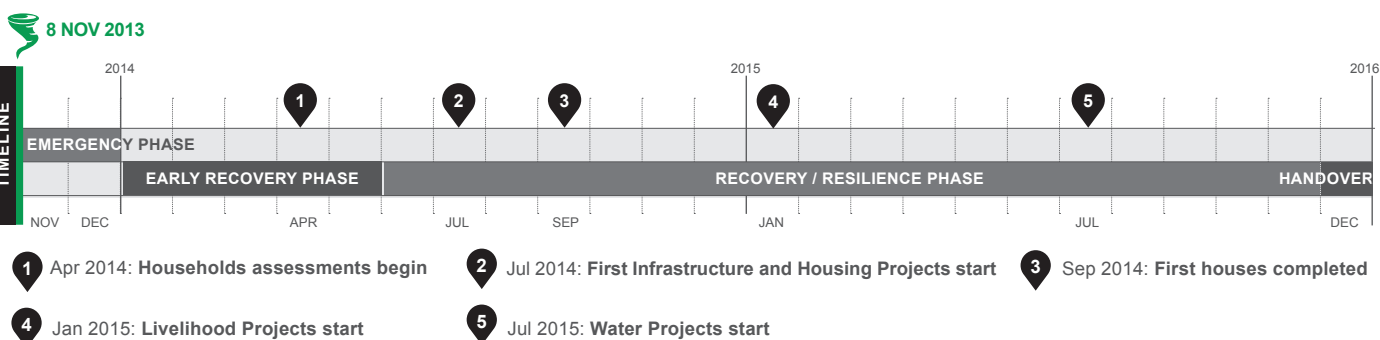 8 NOV 2013
2014 2015 2016
TIMELINE
1 2 3 4 5
EMERGENCY PHASE
EARLY RECOVERY PHASE RECOVERY / RESILIENCE PHASE HANDOVER
NOV DEC APR JUL SEP JAN JUL DEC
1 Apr 2014: Households assessments begin
2 Jul 2014: First Infrastructure and Housing Projects start
3 Sep 2014: First houses completed
4 Jan 2015: Livelihood Projects start
5 Jul 2015: Water Projects start